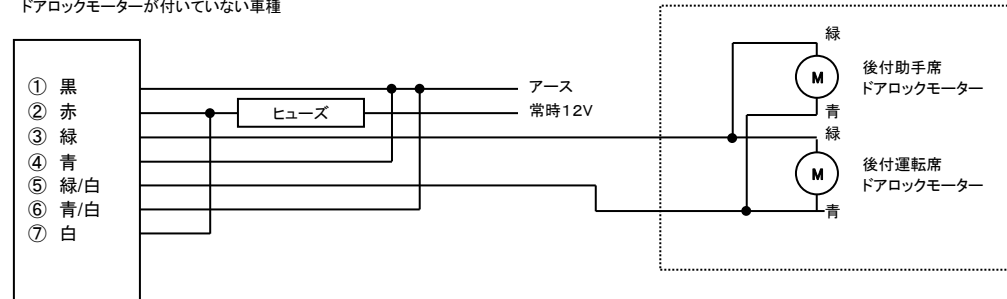 ドアロックモーターが付いていない車種
① 黒
② 赤
③ 緑
④ 青
⑤ 緑/白
⑥ 青/白
⑦ 白
ヒューズ
アース
常時12V
緑
M
後付助手席
ドアロックモーター
青
緑
M
後付運転席
ドアロックモーター
青